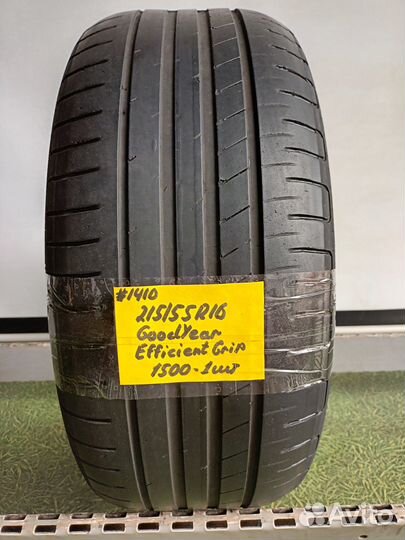 #1410
215/55R16
GoodYear
Efficient Grip
1500-1шт
Avito